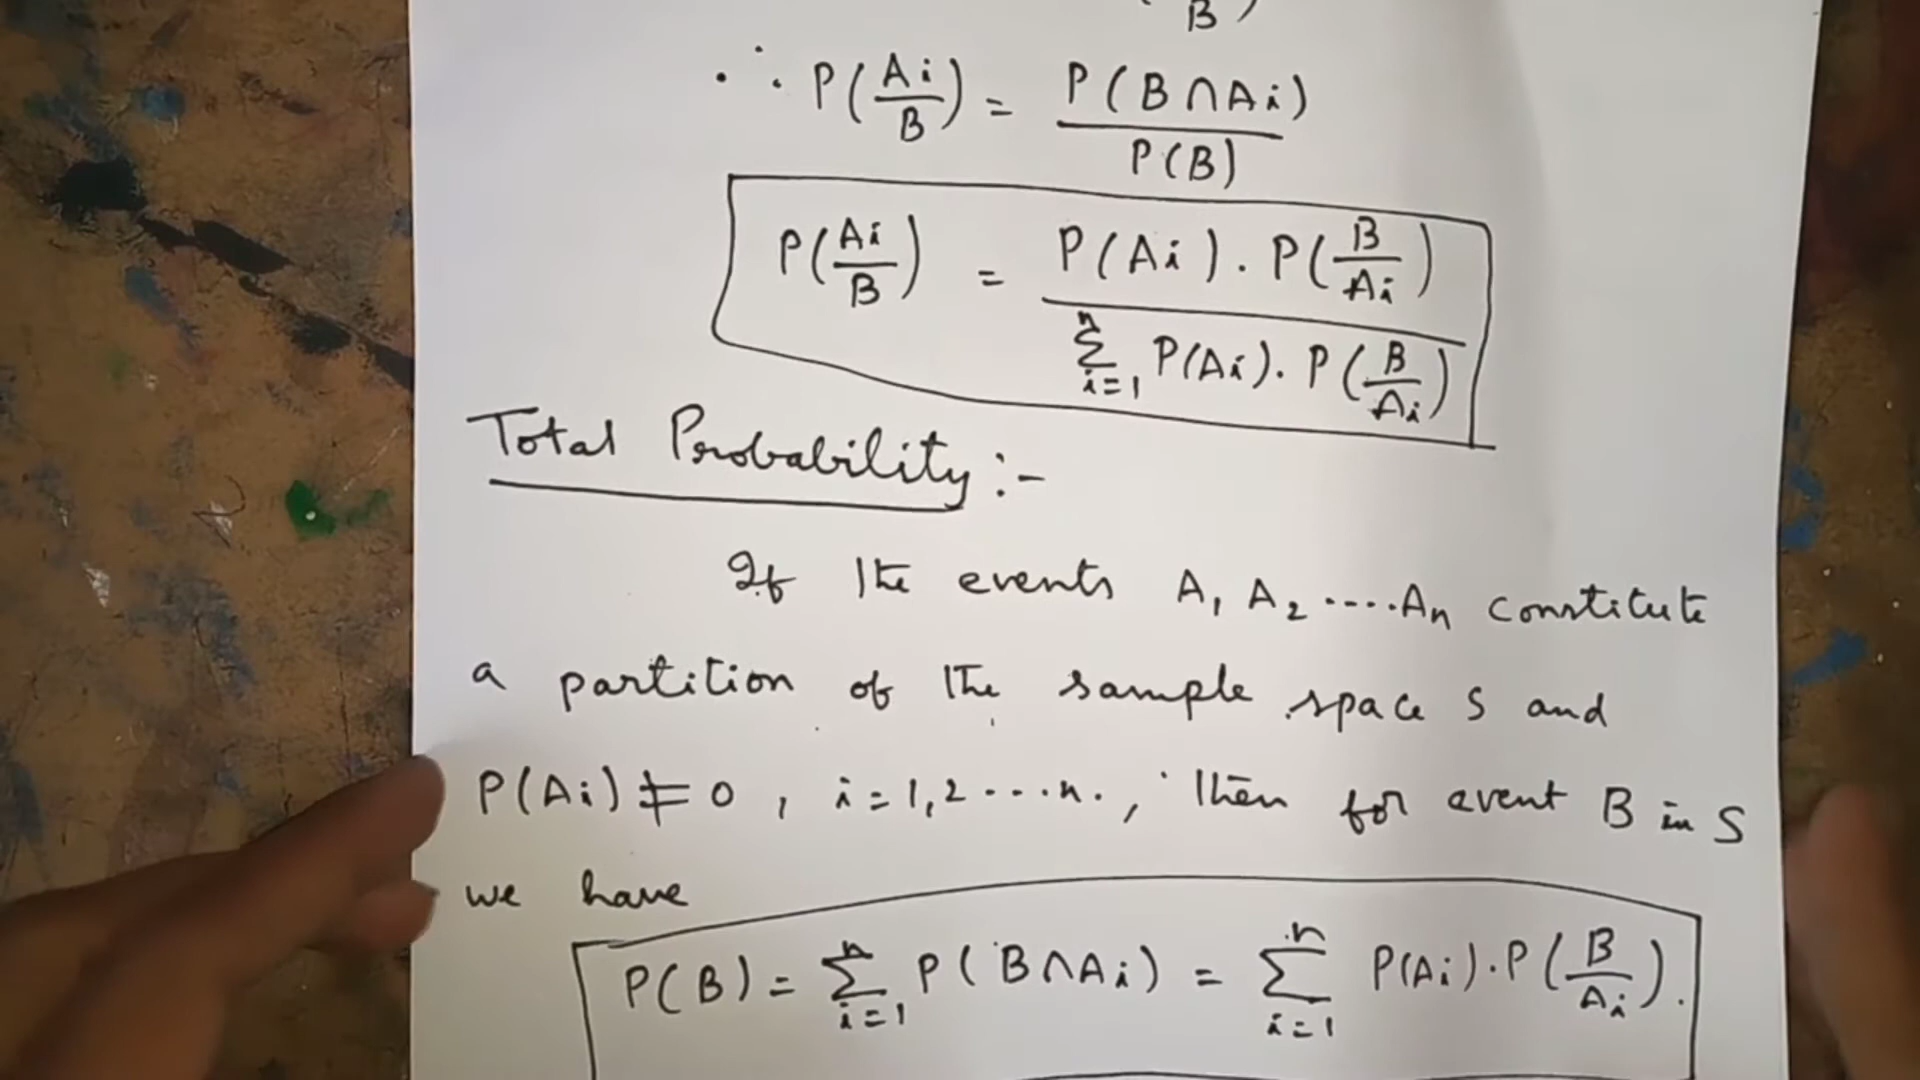 B )
∴ P(Ai/B) = P(B∩Ai)/P(B)
P(Ai/B) = P(Ai). P(B/Ai) / Σ_{i=1}^{n} P(Ai). P(B/Ai)
Total Probability :-
If the events A₁ A₂ ....An constitute
a partition of the sample space S and
P(Ai) ≠ 0 , i = 1, 2 ... n. , then for event B in S
we have
P(B) = Σ_{i=1}^{n} P(B∩Ai) = Σ_{i=1}^{n} P(Ai). P(B/Ai).